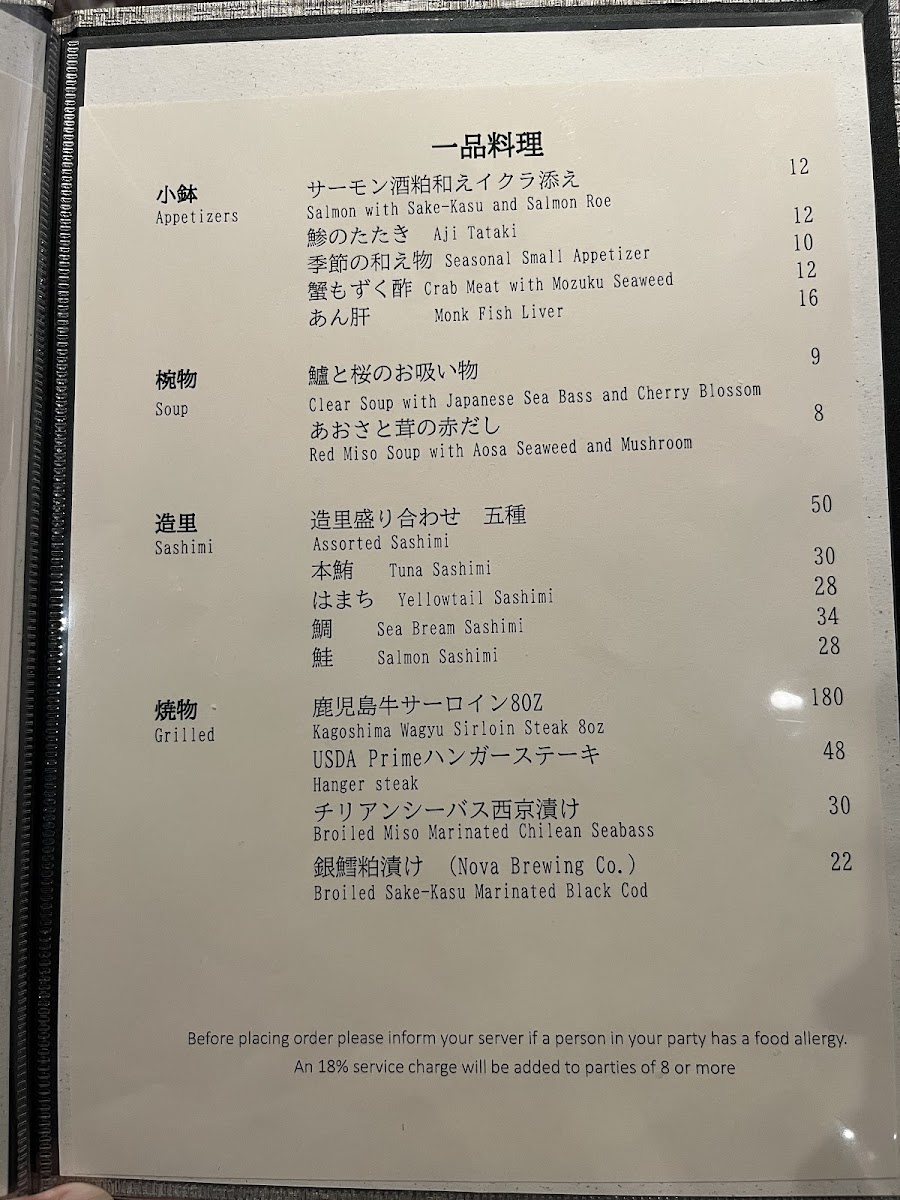 一品料理
小鉢
Appetizers
サーモン酒粕和えイクラ添え 12
Salmon with Sake-Kasu and Salmon Roe
鯵のたたき Aji Tataki 12
季節の和え物 Seasonal Small Appetizer 10
蟹もずく酢 Crab Meat with Mozuku Seaweed 12
あん肝 Monk Fish Liver 16
椀物
Soup
鱸と桜のお吸い物 9
Clear Soup with Japanese Sea Bass and Cherry Blossom
あおさと茸の赤だし 8
Red Miso Soup with Aosa Seaweed and Mushroom
造里
Sashimi
造里盛り合わせ 五種 50
Assorted Sashimi
本鮪 Tuna Sashimi 30
はまち Yellowtail Sashimi 28
鯛 Sea Bream Sashimi 34
鮭 Salmon Sashimi 28
焼物
Grilled
鹿児島牛サーロイン8OZ 180
Kagoshima Wagyu Sirloin Steak 8oz
USDA Primeハンガーステーキ 48
Hanger steak
チリアンシーバス西京漬け 30
Broiled Miso Marinated Chilean Seabass
銀鱈粕漬け (Nova Brewing Co.) 22
Broiled Sake-Kasu Marinated Black Cod
Before placing order please inform your server if a person in your party has a food allergy.
An 18% service charge will be added to parties of 8 or more